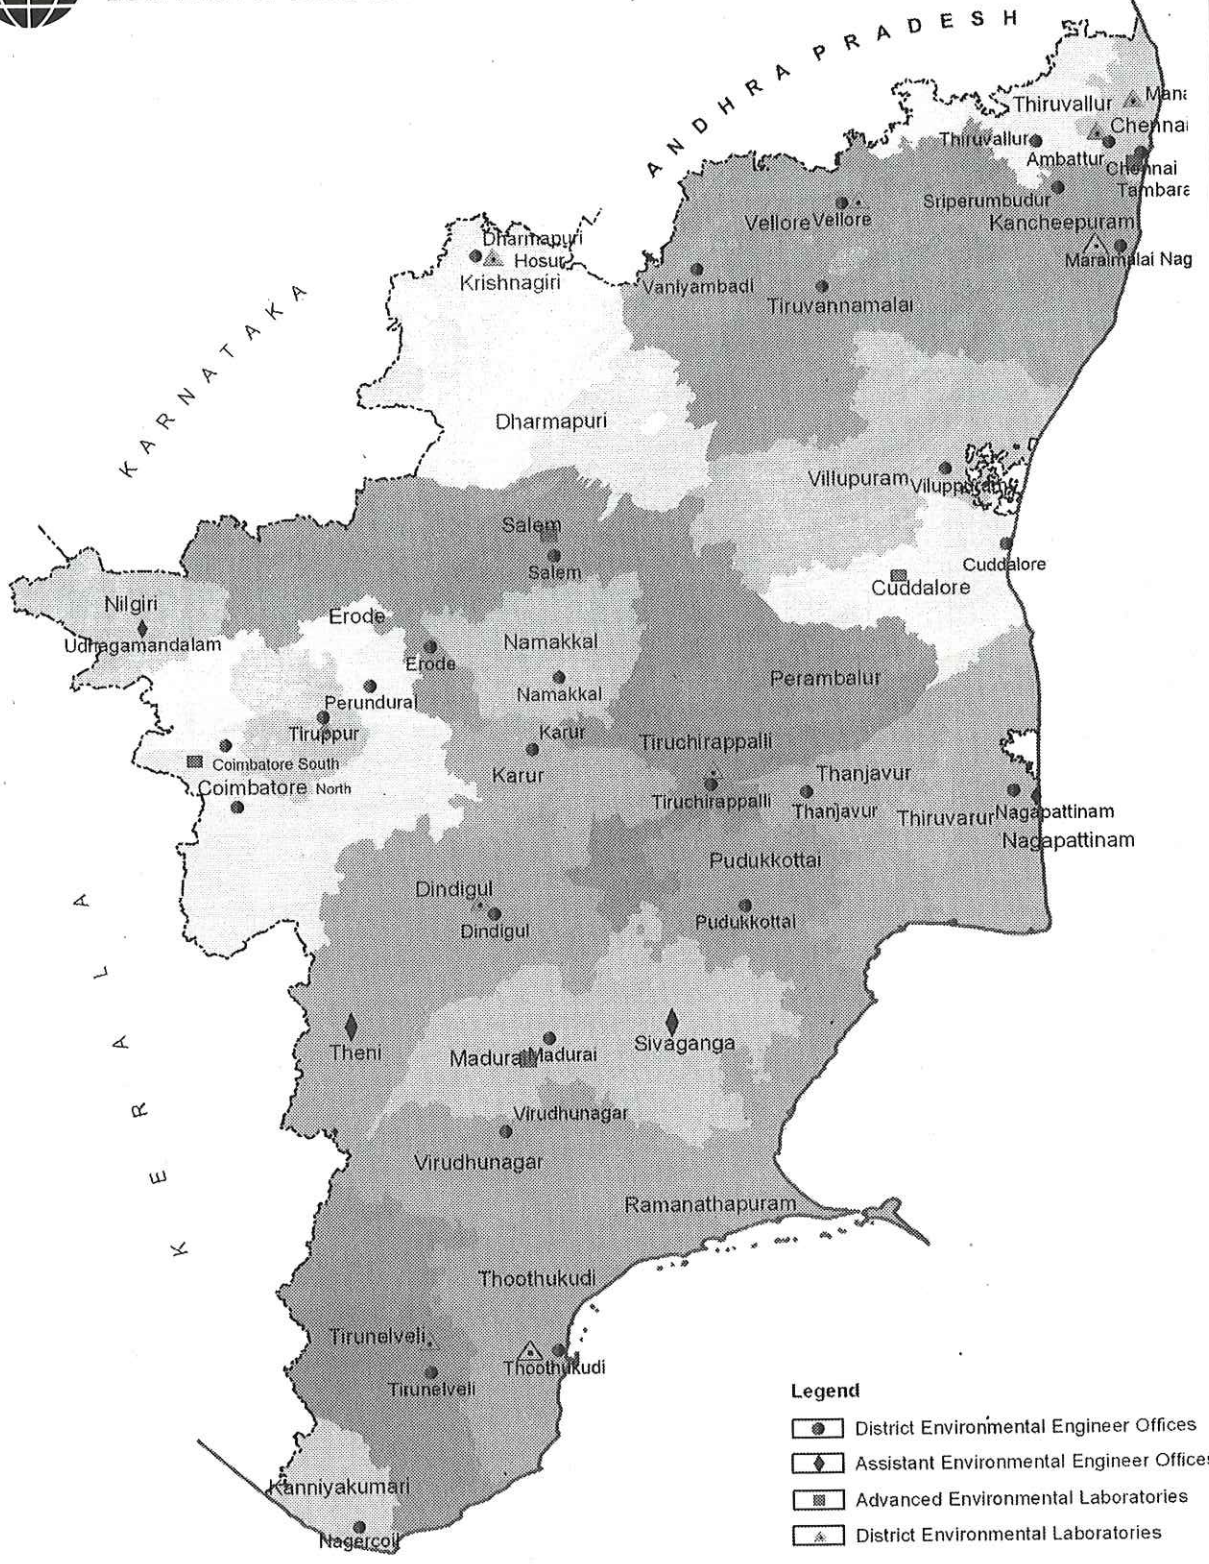 ANDHRA PRADESH
Thiruvallur
Chennai
Thiruvallur
Ambattur
Chennai
Tambara
Sriperumbudur
Vellore Vellore
Kancheepuram
Maraimalai Nag
Dharmapuri
Hosur
Krishnagiri
Vaniyambadi
Tiruvannamalai
KARNATAKA
Dharmapuri
Villupuram Viluppuram
Salem
Salem
Cuddalore
Cuddalore
Nilgiri
Udhagamandalam
Erode
Erode
Namakkal
Namakkal
Perambalur
Perundurai
Tiruppur
Karur
Karur
Tiruchirappalli
Tiruchirappalli
Coimbatore South
Coimbatore North
Thanjavur
Thanjavur
Thiruvarur Nagapattinam
Nagapattinam
Pudukkottai
Pudukkottai
Dindigul
Dindigul
KERALA
Theni
Madurai Madurai
Sivaganga
Virudhunagar
Virudhunagar
Ramanathapuram
Thoothukudi
Thoothukudi
Tirunelveli
Tirunelveli
Kanniyakumari
Nagercoil
Legend
District Environmental Engineer Offices
Assistant Environmental Engineer Offices
Advanced Environmental Laboratories
District Environmental Laboratories